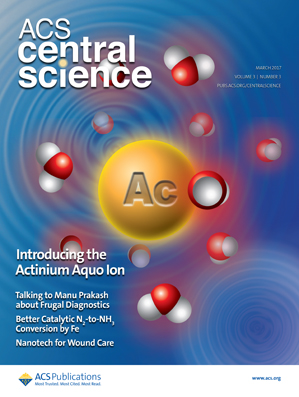 ACS
central
science
MARCH 2017
VOLUME 3 | NUMBER 3
PUBS.ACS.ORG/CENTRALSCIENCE
Ac
Introducing the
Actinium Aquo Ion
Talking to Manu Prakash
about Frugal Diagnostics
Better Catalytic N₂-to-NH₃
Conversion by Fe
Nanotech for Wound Care
ACS Publications
Most Trusted. Most Cited. Most Read.
www.acs.org